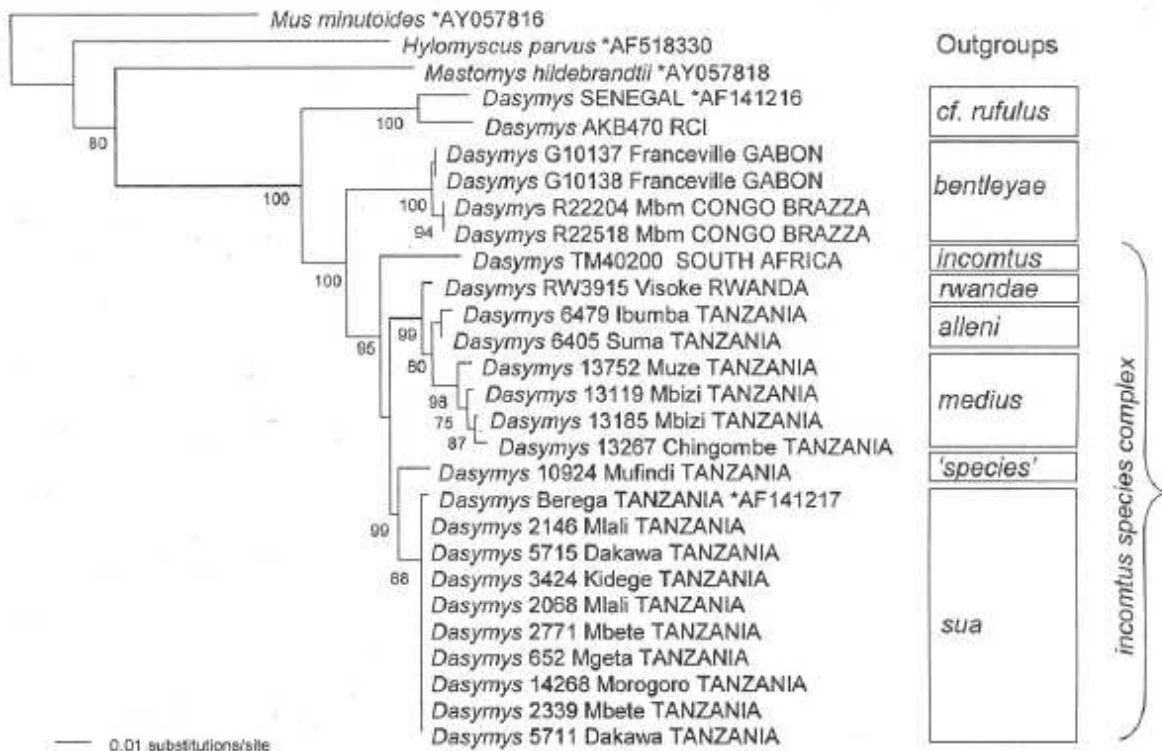 Mus minutoides *AY057816
Hylomyscus parvus *AF518330
Outgroups
Mastomys hildebrandtii *AY057818
Dasymys SENEGAL *AF141216
100
Dasymys AKB470 RCI
cf. rufulus
80
Dasymys G10137 Franceville GABON
Dasymys G10138 Franceville GABON
bentleyae
100
100
Dasymys R22204 Mbm CONGO BRAZZA
94
Dasymys R22518 Mbm CONGO BRAZZA
100
Dasymys TM40200 SOUTH AFRICA
incomtus
Dasymys RW3915 Visoke RWANDA
rwandae
Dasymys 6479 Ibumba TANZANIA
alleni
99
95
Dasymys 6405 Suma TANZANIA
80
Dasymys 13752 Muze TANZANIA
98
Dasymys 13119 Mbizi TANZANIA
medius
75
Dasymys 13185 Mbizi TANZANIA
87
Dasymys 13267 Chingombe TANZANIA
Dasymys 10924 Mufindi TANZANIA
'species'
Dasymys Berega TANZANIA *AF141217
99
Dasymys 2146 Mlali TANZANIA
Dasymys 5715 Dakawa TANZANIA
88
Dasymys 3424 Kidege TANZANIA
Dasymys 2068 Mlali TANZANIA
sua
Dasymys 2771 Mbete TANZANIA
Dasymys 652 Mgeta TANZANIA
Dasymys 14268 Morogoro TANZANIA
Dasymys 2339 Mbete TANZANIA
Dasymys 5711 Dakawa TANZANIA
incomtus species complex
0.01 substitutions/site